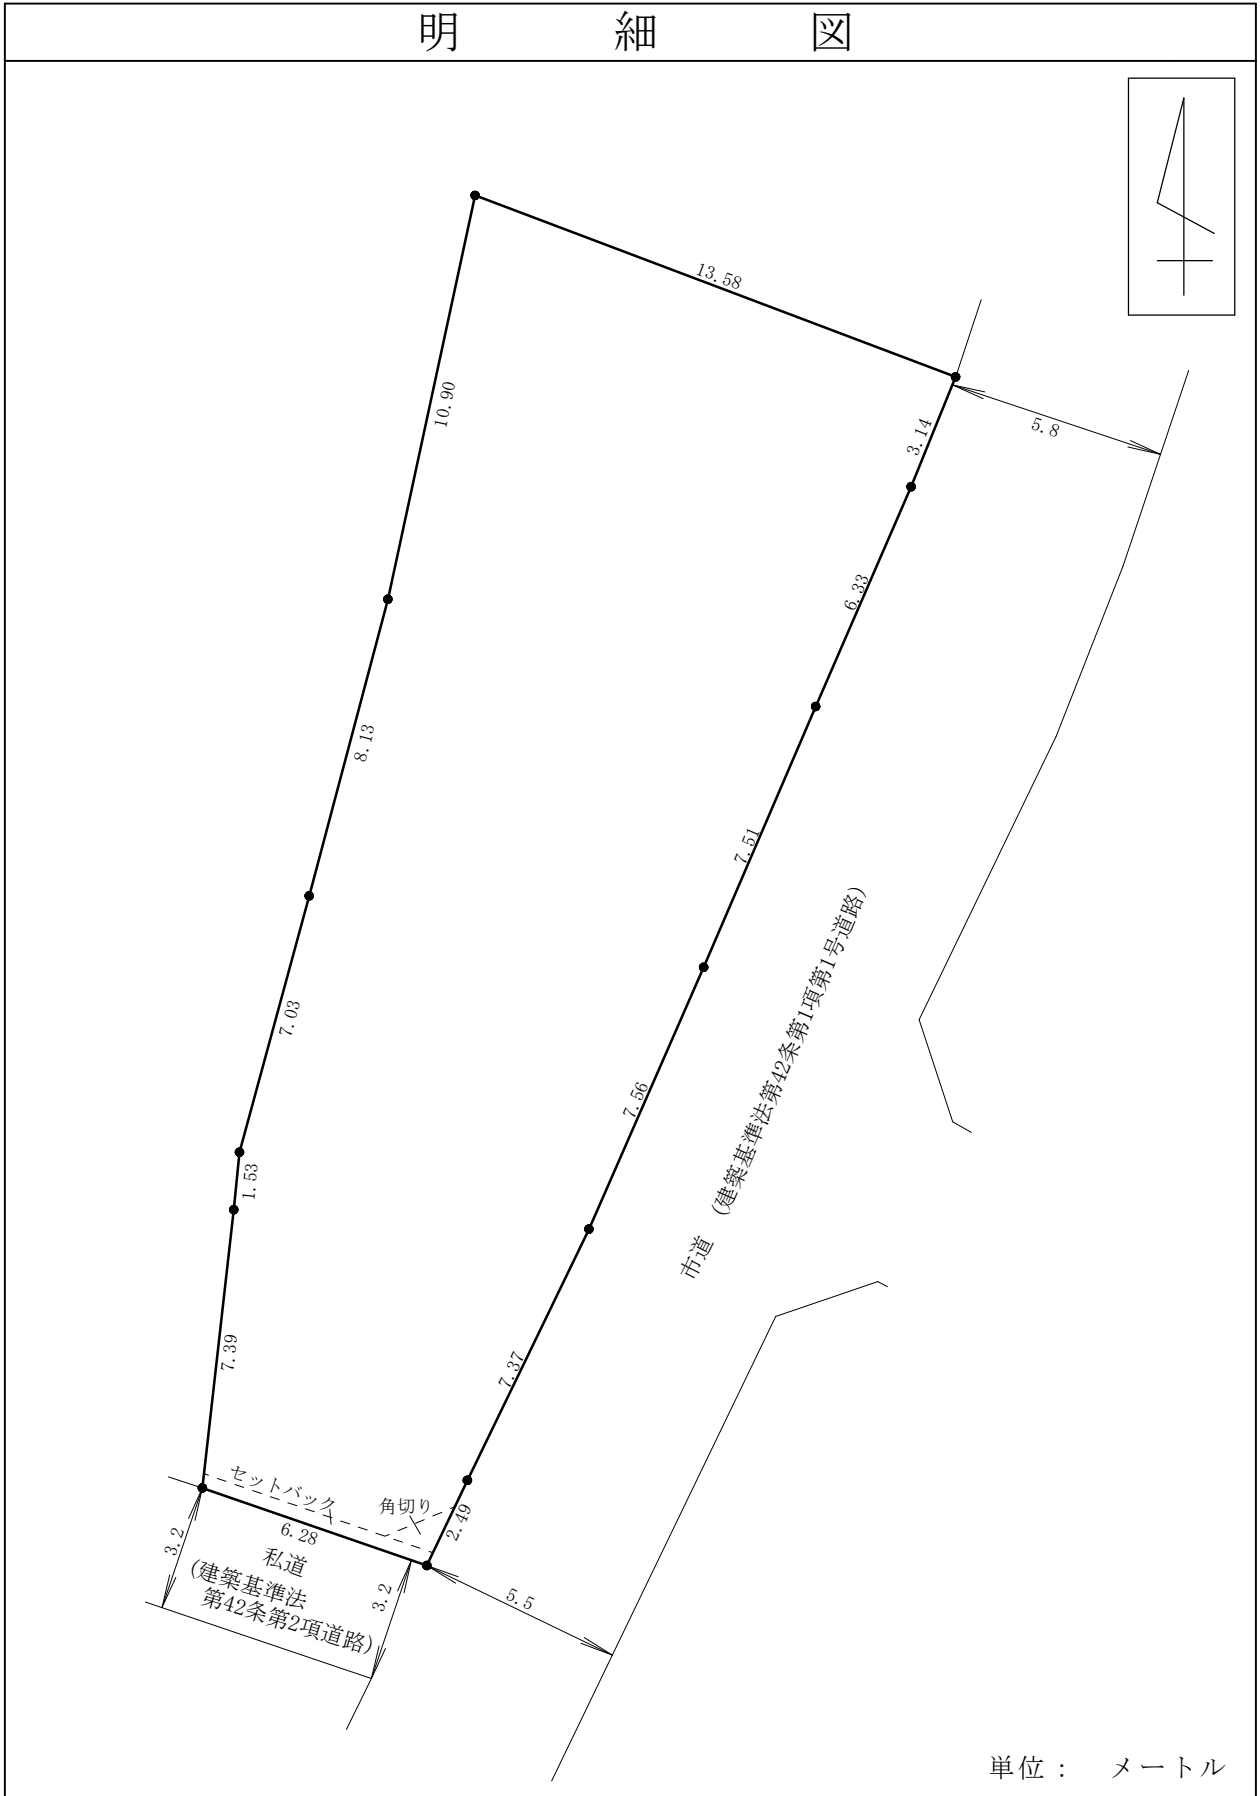 明細図
13.58
10.90
3.14
5.8
6.33
8.13
7.51
市道 (建築基準法第42条第1項第1号道路)
7.03
7.56
1.53
7.39
7.37
セットバック
角切り
2.49
6.28
3.2
私道
(建築基準法
第42条第2項道路)
3.2
5.5
単位: メートル